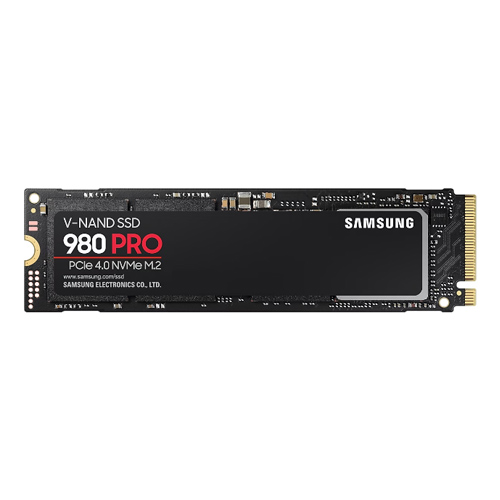 V-NAND SSD
980 PRO
PCIe 4.0 NVMe M.2
www.samsung.com/ssd
SAMSUNG ELECTRONICS CO., LTD.
SAMSUNG